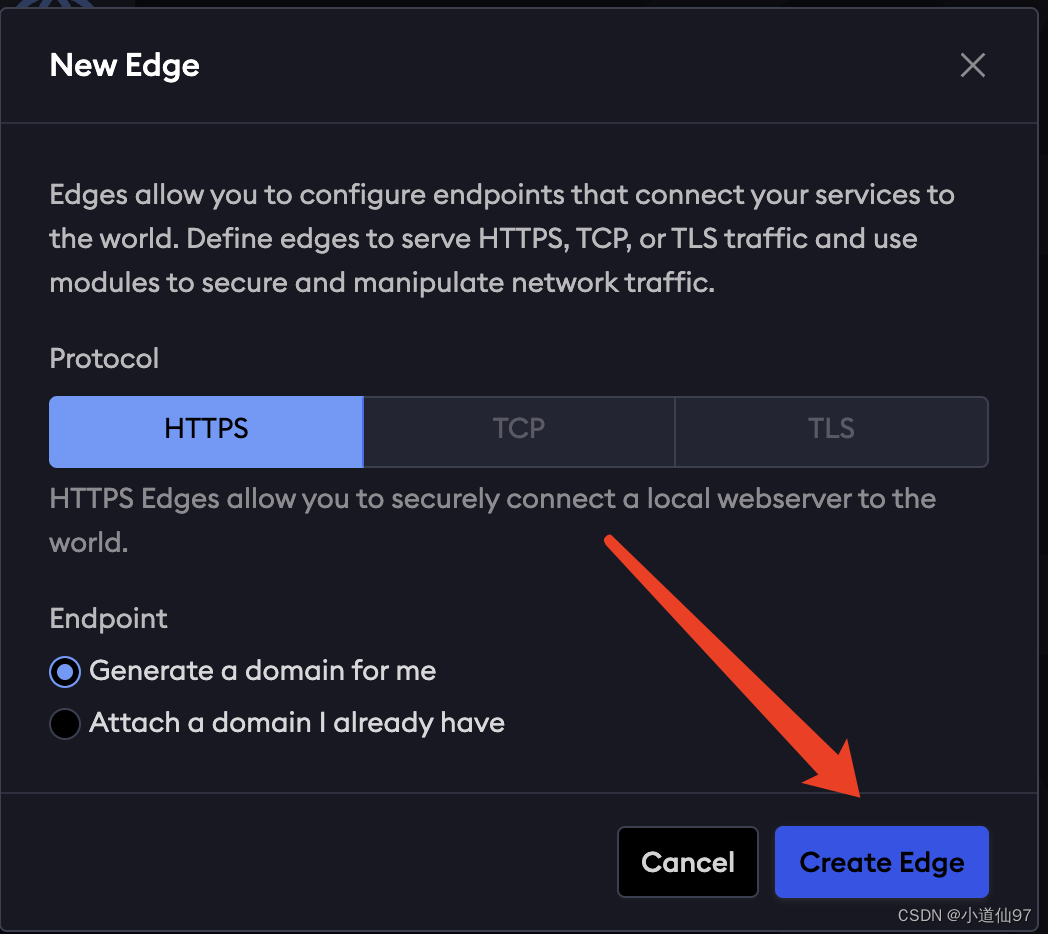 New Edge
Edges allow you to configure endpoints that connect your services to
the world. Define edges to serve HTTPS, TCP, or TLS traffic and use
modules to secure and manipulate network traffic.
Protocol
HTTPS
TCP
TLS
HTTPS Edges allow you to securely connect a local webserver to the
world.
Endpoint
Generate a domain for me
Attach a domain I already have
Cancel
Create Edge
CSDN @小道仙97